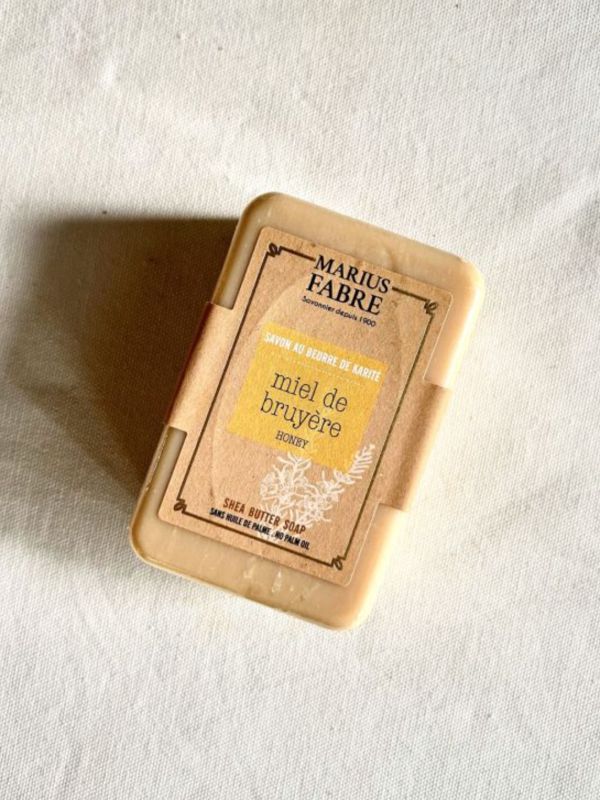 MARIUS
FABRE
Savonnier depuis 1900
SAVON AU BEURRE DE KARITE
miel de
bruyère
HONEY
SHEA BUTTER SOAP
SANS HUILE DE PALME - NO PALM OIL